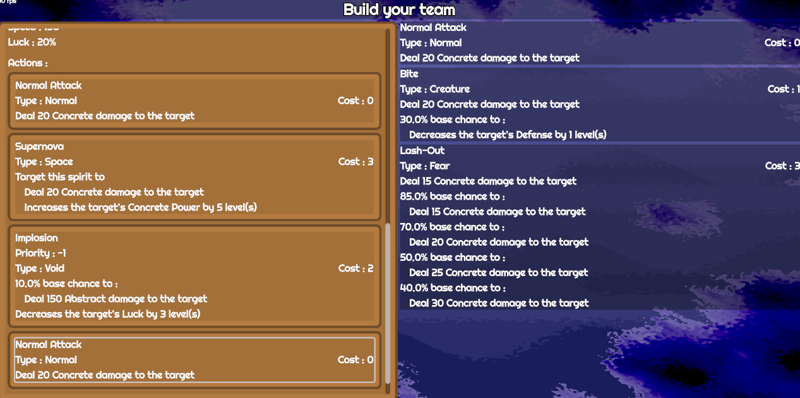 Build your team
Luck : 20%
Actions :
Normal Attack
Type : Normal
Cost : 0
Deal 20 Concrete damage to the target
Supernova
Type : Space
Cost : 3
Target this spirit to
Deal 20 Concrete damage to the target
Increases the target's Concrete Power by 5 level(s)
Implosion
Priority : -1
Type : Void
Cost : 2
10.0% base chance to :
Deal 150 Abstract damage to the target
Decreases the target's Luck by 3 level(s)
Normal Attack
Type : Normal
Cost : 0
Deal 20 Concrete damage to the target
Normal Attack
Type : Normal
Cost : 0
Deal 20 Concrete damage to the target
Bite
Type : Creature
Cost : 1
Deal 20 Concrete damage to the target
30.0% base chance to :
Decreases the target's Defense by 1 level(s)
Lash-Out
Type : Fear
Cost : 3
Deal 15 Concrete damage to the target
85.0% base chance to :
Deal 15 Concrete damage to the target
70.0% base chance to :
Deal 20 Concrete damage to the target
50.0% base chance to :
Deal 25 Concrete damage to the target
40.0% base chance to :
Deal 30 Concrete damage to the target